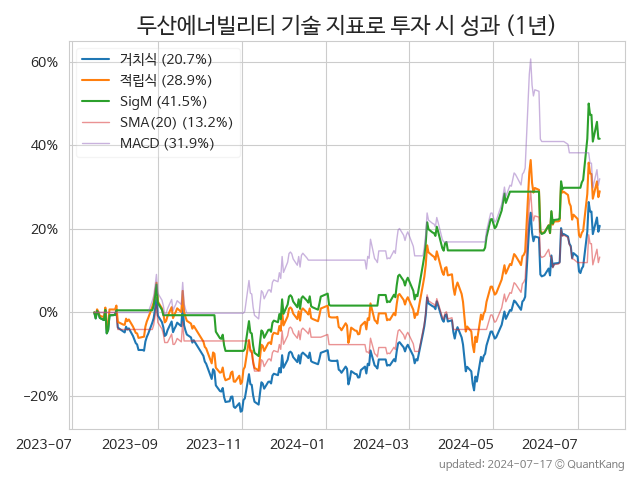 두산에너빌리티 기술 지표로 투자 시 성과 (1년)
거치식 (20.7%)
적립식 (28.9%)
SigM (41.5%)
SMA(20) (13.2%)
MACD (31.9%)
60%
40%
20%
0%
−20%
2023-07 2023-09 2023-11 2024-01 2024-03 2024-05 2024-07
updated: 2024-07-17 © QuantKang